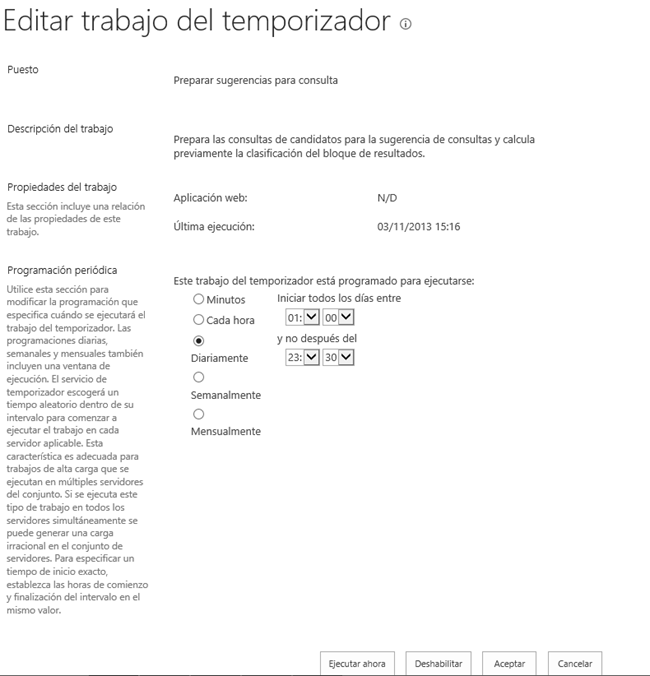 Editar trabajo del temporizador
Puesto
Preparar sugerencias para consulta
Descripción del trabajo
Prepara las consultas de candidatos para la sugerencia de consultas y calcula
previamente la clasificación del bloque de resultados.
Propiedades del trabajo
Esta sección incluye una relación
de las propiedades de este
trabajo.
Aplicación web: N/D
Última ejecución: 03/11/2013 15:16
Programación periódica
Utilice esta sección para
modificar la programación que
especifica cuándo se ejecutará el
trabajo del temporizador. Las
programaciones diarias,
semanales y mensuales también
incluyen una ventana de
ejecución. El servicio de
temporizador escogerá un
tiempo aleatorio dentro de su
intervalo para comenzar a
ejecutar el trabajo en cada
servidor aplicable. Esta
característica es adecuada para
trabajos de alta carga que se
ejecutan en múltiples servidores
del conjunto. Si se ejecuta este
tipo de trabajo en todos los
servidores simultáneamente se
puede generar una carga
irracional en el conjunto de
servidores. Para especificar un
tiempo de inicio exacto,
establezca las horas de comienzo
y finalización del intervalo en el
mismo valor.
Este trabajo del temporizador está programado para ejecutarse:
Minutos
Cada hora
Diariamente
Semanalmente
Mensualmente
Iniciar todos los días entre
01: 00
y no después del
23: 30
Ejecutar ahora Deshabilitar Aceptar Cancelar